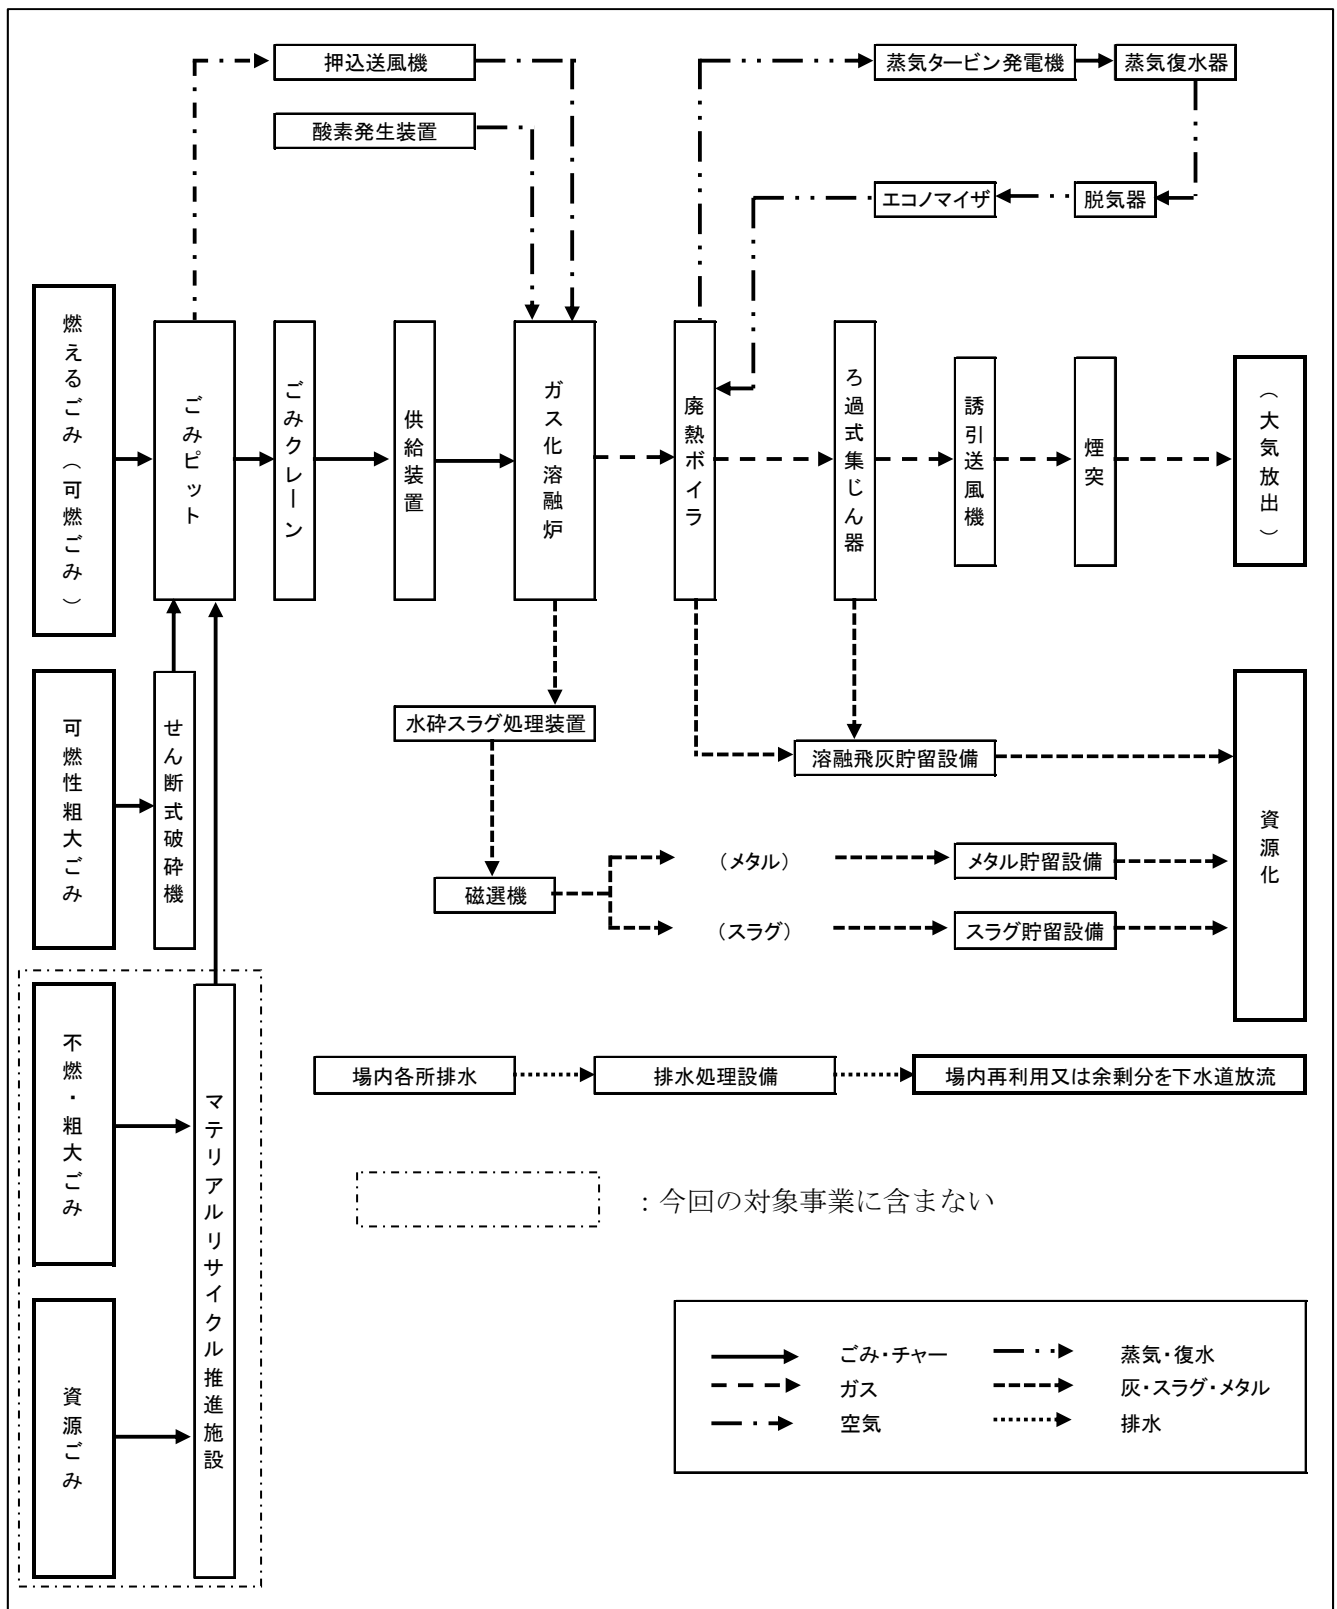 押込送風機
蒸気タービン発電機
蒸気復水器
酸素発生装置
エコノマイザ
脱気器
燃えるごみ（可燃ごみ）
ごみピット
ごみクレーン
供給装置
ガス化溶融炉
廃熱ボイラ
ろ過式集じん器
誘引送風機
煙突
（大気放出）
可燃性粗大ごみ
せん断式破砕機
水砕スラグ処理装置
溶融飛灰貯留設備
資源化
磁選機
（メタル）
メタル貯留設備
（スラグ）
スラグ貯留設備
不燃・粗大ごみ
マテリアルリサイクル推進施設
資源ごみ
場内各所排水
排水処理設備
場内再利用又は余剰分を下水道放流
：今回の対象事業に含まない
ごみ・チャー
蒸気・復水
ガス
灰・スラグ・メタル
空気
排水